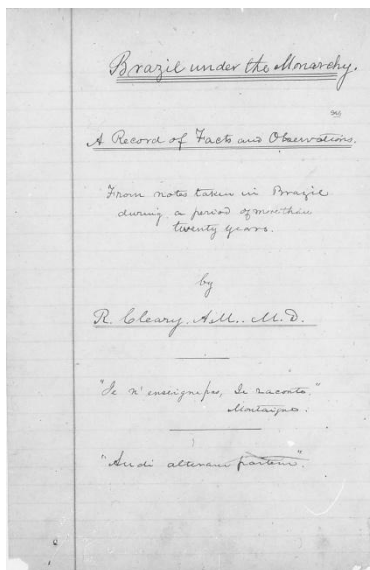 Brazil under the Monarchy.
A Record of Facts and Observations.
From notes taken in Brazil
during a period of more than
twenty years.
by
R. Cleary, A.M., M.D.
"Je n'enseigne pas, Je raconte,"
Montaigne.
"Audi alteram partem".